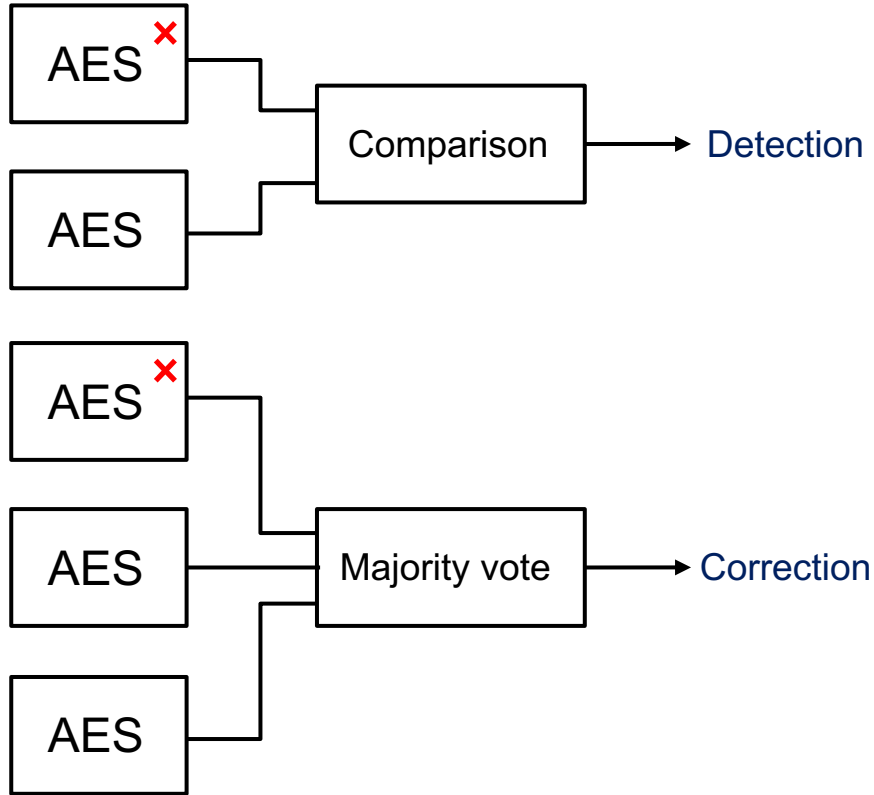 AES
Comparison
Detection
AES
AES
AES
Majority vote
Correction
AES